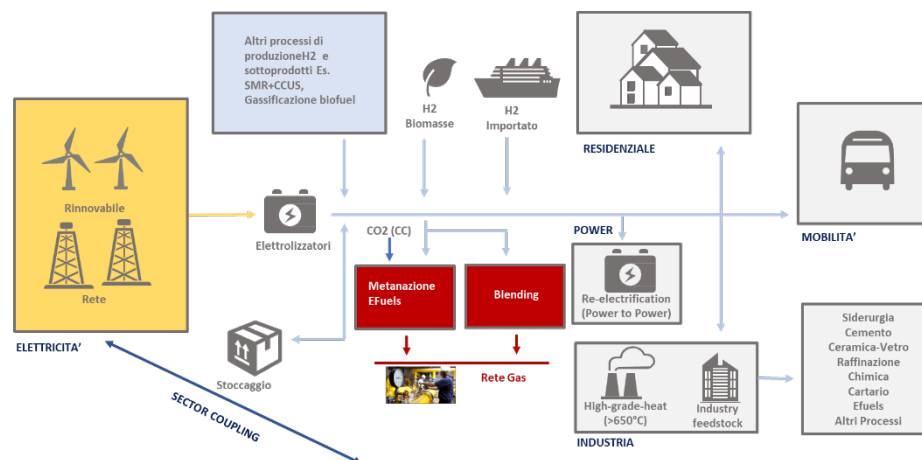 Altri processi di
produzioneH2 e
sottoprodotti Es.
SMR+CCUS,
Gassificazione biofuel
H2
Biomasse
H2
Importato
RESIDENZIALE
Rinnovabile
Rete
ELETTRICITA'
Elettrolizzatori
CO2 (CC)
POWER
MOBILITA'
Metanazione
EFuels
Blending
Re-electrification
(Power to Power)
Stoccaggio
Rete Gas
SECTOR COUPLING
High-grade-heat
(>650°C)
Industry
feedstock
INDUSTRIA
Siderurgia
Cemento
Ceramica-Vetro
Raffinazione
Chimica
Cartario
Efuels
Altri Processi